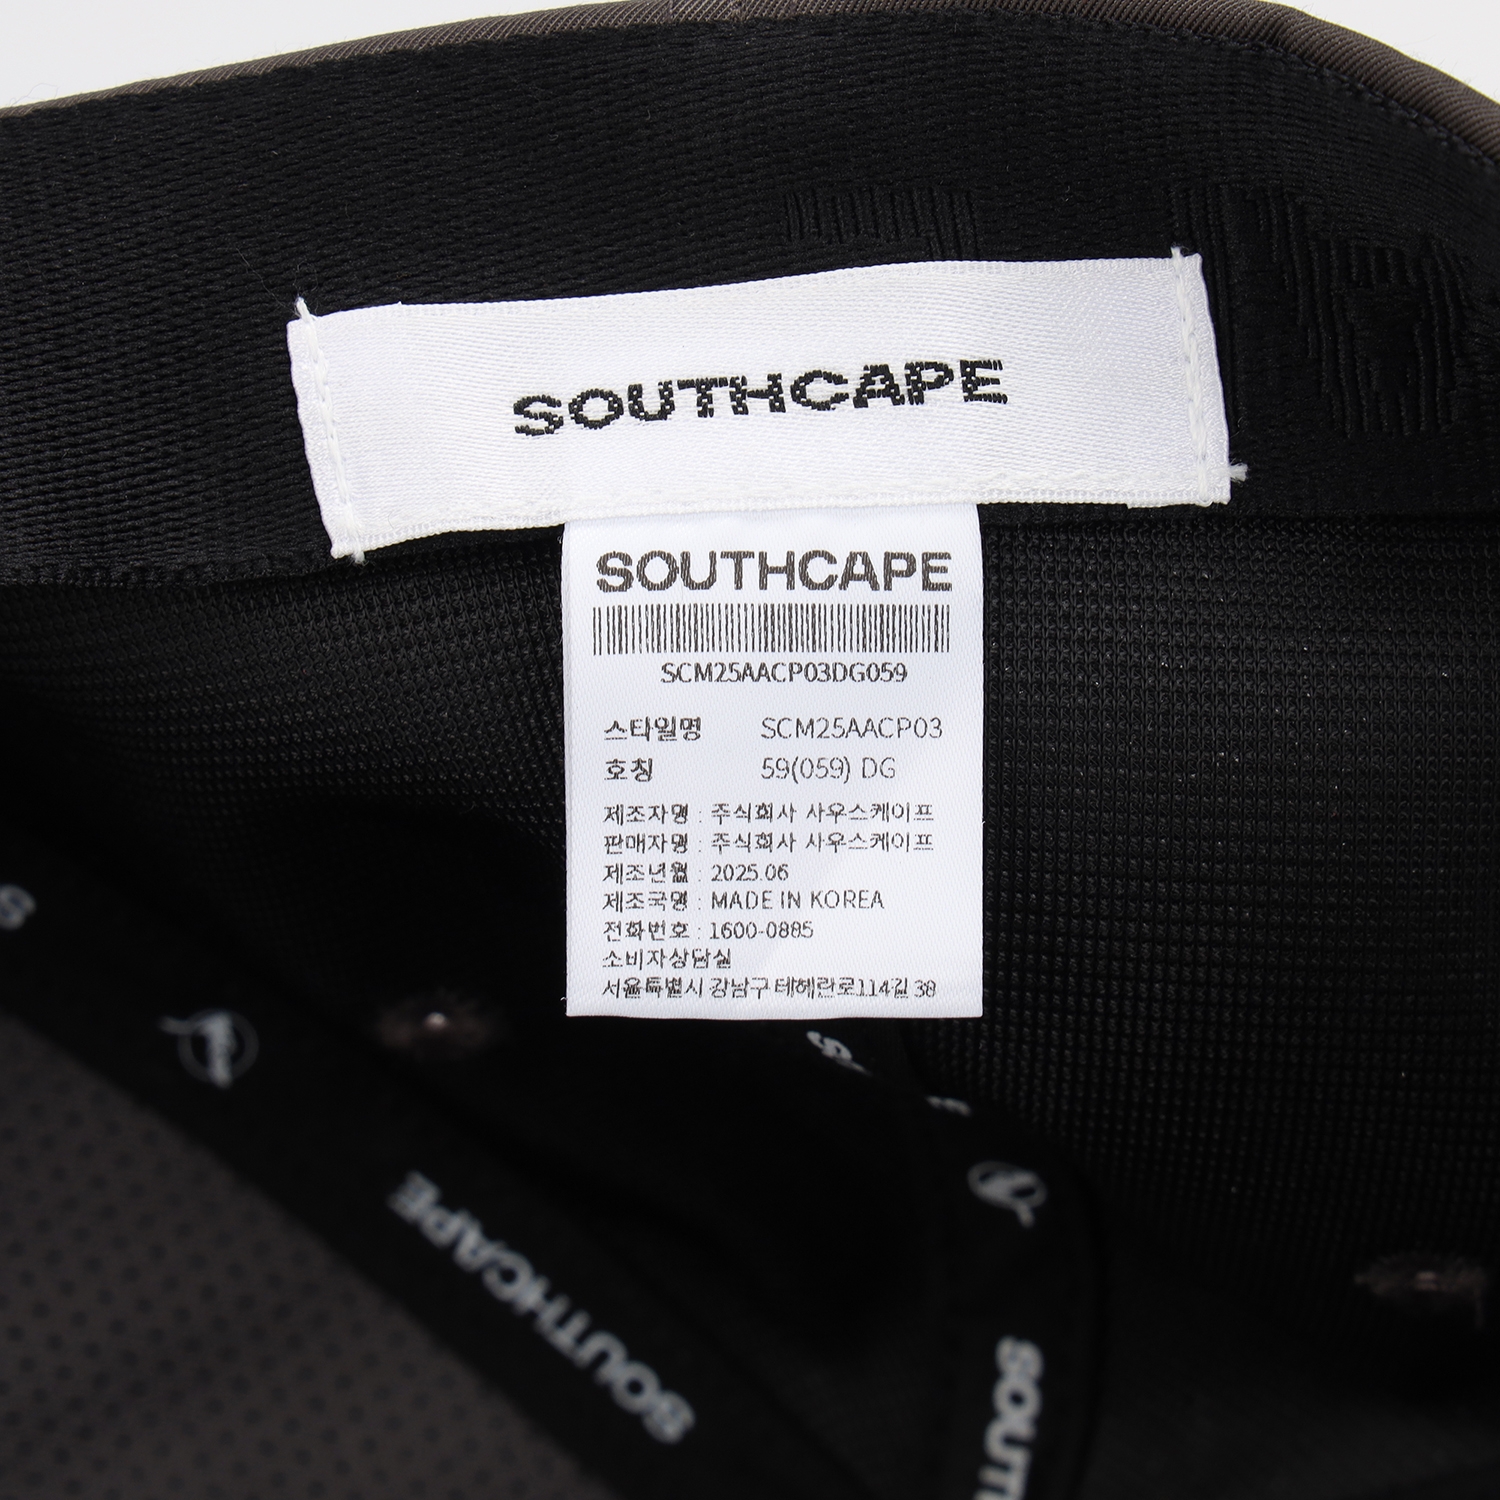 SOUTHCAPE
SOUTHCAPE
SCM25AACP03DG059
스타일명 SCM25AACP03
호칭 59(059) DG
제조자명 : 주식회사 사우스케이프
판매자명 : 주식회사 사우스케이프
제조년월 : 2025.06
제조국명 : MADE IN KOREA
전화번호 : 1600-0885
소비자상담실
서울특별시 강남구 테헤란로114길 38
SOUTHCAPE
SOUT